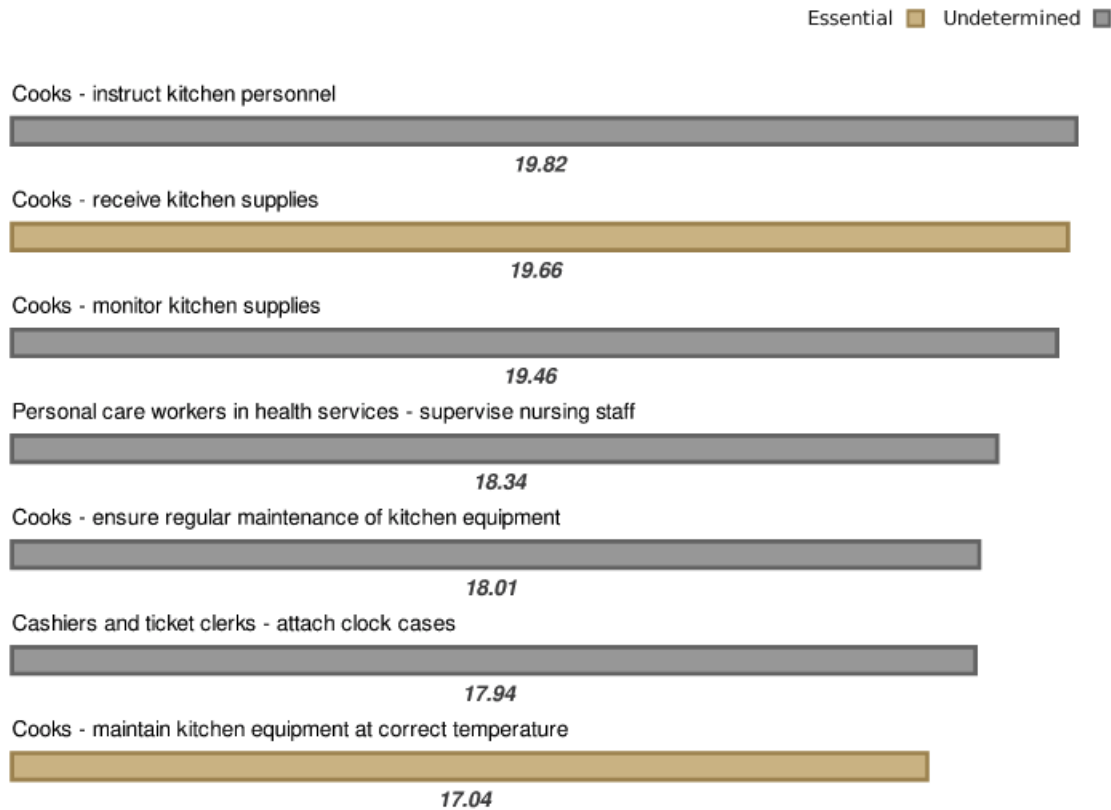 Essential Undetermined
Cooks - instruct kitchen personnel
19.82
Cooks - receive kitchen supplies
19.66
Cooks - monitor kitchen supplies
19.46
Personal care workers in health services - supervise nursing staff
18.34
Cooks - ensure regular maintenance of kitchen equipment
18.01
Cashiers and ticket clerks - attach clock cases
17.94
Cooks - maintain kitchen equipment at correct temperature
17.04